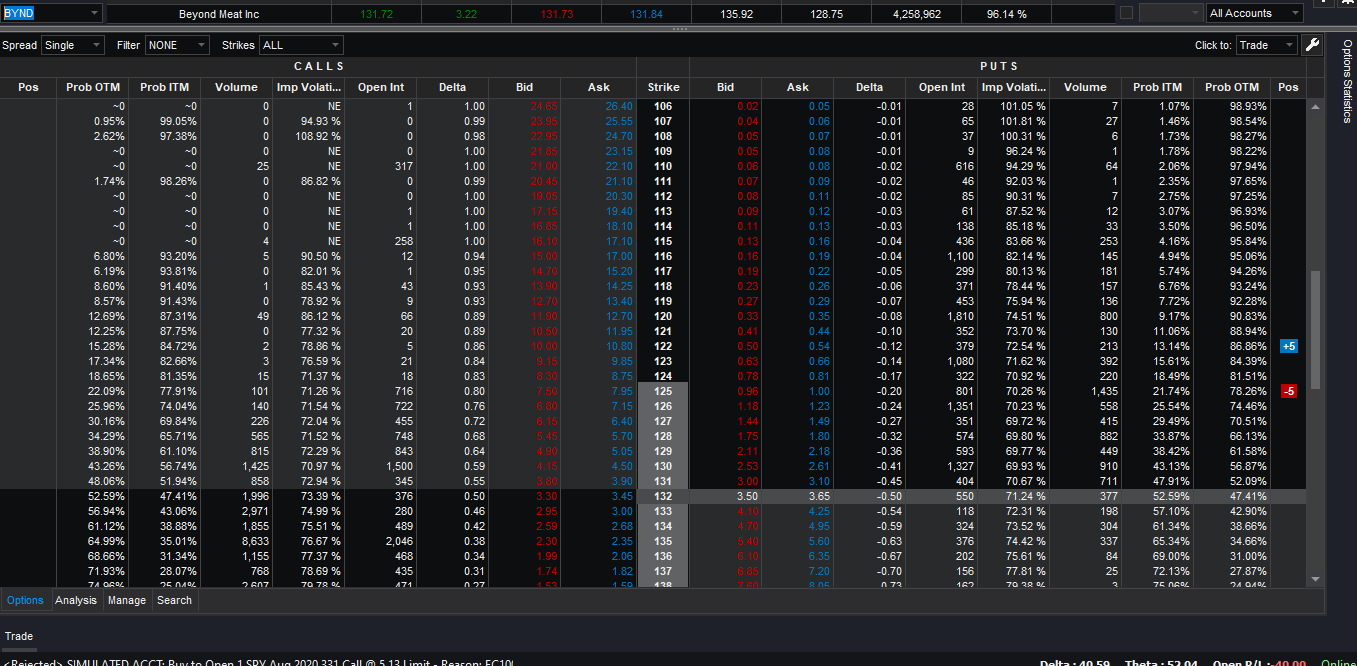 BYND Beyond Meat Inc 131.72 3.22 131.73 131.84 135.92 128.75 4,258,962 96.14 % All Accounts
Spread Single Filter NONE Strikes ALL Click to: Trade
Options Statistics
CALLS PUTS
Pos Prob OTM Prob ITM Volume Imp Volati... Open Int Delta Bid Ask Strike Bid Ask Delta Open Int Imp Volati... Volume Prob ITM Prob OTM Pos
~0 ~0 0 NE 1 1.00 24.65 26.40 106 0.02 0.05 -0.01 28 101.05 % 7 1.07% 98.93%
0.95% 99.05% 0 94.93 % 0 0.99 23.95 25.55 107 0.04 0.06 -0.01 65 101.81 % 27 1.46% 98.54%
2.62% 97.38% 0 108.92 % 0 0.98 22.95 24.70 108 0.05 0.07 -0.01 37 100.31 % 6 1.73% 98.27%
~0 ~0 0 NE 0 1.00 21.85 23.15 109 0.05 0.08 -0.01 9 96.24 % 1 1.78% 98.22%
~0 ~0 25 NE 317 1.00 21.00 22.10 110 0.06 0.08 -0.02 616 94.29 % 64 2.06% 97.94%
1.74% 98.26% 0 86.82 % 0 0.99 20.45 21.10 111 0.07 0.09 -0.02 46 92.03 % 1 2.35% 97.65%
~0 ~0 0 NE 0 1.00 19.05 20.30 112 0.08 0.11 -0.02 85 90.31 % 7 2.75% 97.25%
~0 ~0 0 NE 1 1.00 17.15 19.40 113 0.09 0.12 -0.03 61 87.52 % 12 3.07% 96.93%
~0 ~0 0 NE 1 1.00 16.85 18.10 114 0.11 0.13 -0.03 138 85.18 % 33 3.50% 96.50%
~0 ~0 4 NE 258 1.00 16.10 17.10 115 0.13 0.16 -0.04 436 83.66 % 253 4.16% 95.84%
6.80% 93.20% 5 90.50 % 12 0.94 15.00 17.00 116 0.16 0.19 -0.04 1,100 82.14 % 145 4.94% 95.06%
6.19% 93.81% 0 82.01 % 1 0.95 14.70 15.20 117 0.19 0.22 -0.05 299 80.13 % 181 5.74% 94.26%
8.60% 91.40% 1 85.43 % 43 0.93 13.90 14.25 118 0.23 0.26 -0.06 371 78.44 % 157 6.76% 93.24%
8.57% 91.43% 0 78.92 % 9 0.93 12.70 13.40 119 0.27 0.29 -0.07 453 75.94 % 136 7.72% 92.28%
12.69% 87.31% 49 86.12 % 66 0.89 11.90 12.70 120 0.33 0.35 -0.08 1,810 74.51 % 800 9.17% 90.83%
12.25% 87.75% 0 77.32 % 20 0.89 10.50 11.95 121 0.41 0.44 -0.10 352 73.70 % 130 11.06% 88.94%
15.28% 84.72% 2 78.86 % 5 0.86 10.00 10.80 122 0.50 0.54 -0.12 379 72.54 % 213 13.14% 86.86% +5
17.34% 82.66% 3 76.59 % 21 0.84 9.15 9.85 123 0.63 0.66 -0.14 1,080 71.62 % 392 15.61% 84.39%
18.65% 81.35% 15 71.37 % 18 0.83 8.30 8.75 124 0.78 0.81 -0.17 322 70.92 % 220 18.49% 81.51%
22.09% 77.91% 101 71.26 % 716 0.80 7.50 7.95 125 0.96 1.00 -0.20 801 70.26 % 1,435 21.74% 78.26% -5
25.96% 74.04% 140 71.54 % 722 0.76 6.80 7.15 126 1.18 1.23 -0.24 1,351 70.23 % 558 25.54% 74.46%
30.16% 69.84% 226 72.04 % 455 0.72 6.15 6.40 127 1.44 1.49 -0.27 351 69.72 % 415 29.49% 70.51%
34.29% 65.71% 565 71.52 % 748 0.68 5.45 5.70 128 1.75 1.80 -0.32 574 69.80 % 882 33.87% 66.13%
38.90% 61.10% 815 72.29 % 843 0.64 4.90 5.05 129 2.11 2.18 -0.36 593 69.77 % 449 38.42% 61.58%
43.26% 56.74% 1,425 70.97 % 1,500 0.59 4.15 4.50 130 2.53 2.61 -0.41 1,327 69.93 % 910 43.13% 56.87%
48.06% 51.94% 858 72.94 % 345 0.55 3.80 3.90 131 3.00 3.10 -0.45 404 70.67 % 711 47.91% 52.09%
52.59% 47.41% 1,996 73.39 % 376 0.50 3.30 3.45 132 3.50 3.65 -0.50 550 71.24 % 377 52.59% 47.41%
56.94% 43.06% 2,971 74.99 % 280 0.46 2.95 3.00 133 4.10 4.25 -0.54 118 72.31 % 198 57.10% 42.90%
61.12% 38.88% 1,855 75.51 % 489 0.42 2.59 2.68 134 4.70 4.95 -0.59 324 73.52 % 304 61.34% 38.66%
64.99% 35.01% 8,633 76.67 % 2,046 0.38 2.30 2.35 135 5.40 5.60 -0.63 376 74.42 % 337 65.34% 34.66%
68.66% 31.34% 1,155 77.37 % 468 0.34 1.99 2.06 136 6.10 6.35 -0.67 202 75.61 % 84 69.00% 31.00%
71.93% 28.07% 768 78.69 % 435 0.31 1.74 1.82 137 6.85 7.20 -0.70 156 77.81 % 25 72.13% 27.87%
74.96% 25.04% 2,607 79.78 % 471 0.27 1.53 1.59 138 7.60 8.05 -0.73 162 79.38 % 3 75.06% 24.94%
Options Analysis Manage Search
Trade
<Rejected> SIMULATED ACCT: Buy to Open 1 SPY Aug 2020 331 Call @ 5.13 Limit - Reason: Delta : 40.59 Theta : 52.04 Open P/L : -40.00 Online